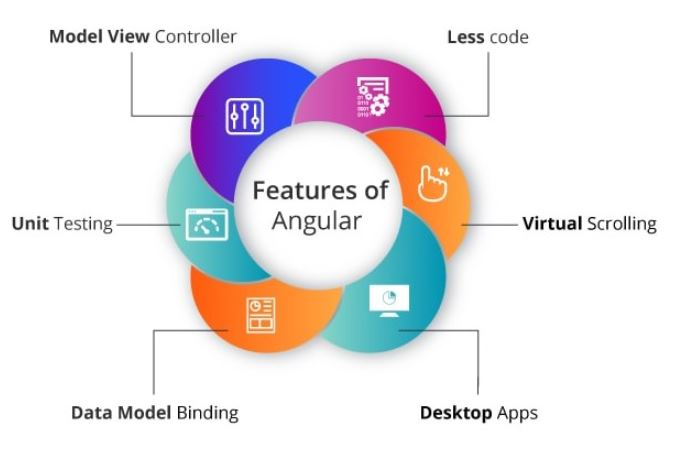 Model View Controller
Less code
Features of
Angular
Unit Testing
Virtual Scrolling
Data Model Binding
Desktop Apps